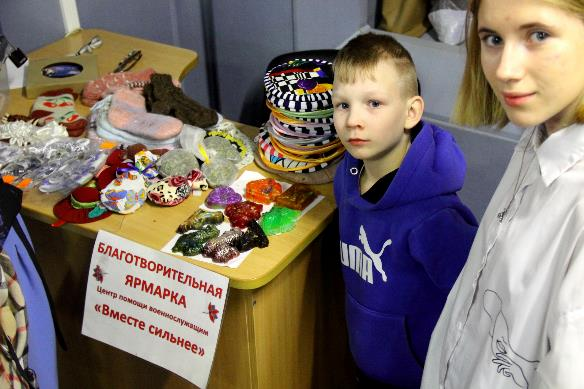 БЛАГОТВОРИТЕЛЬНАЯ
ЯРМАРКА
Центр помощи военнослужащим
«Вместе сильнее»
PUMA